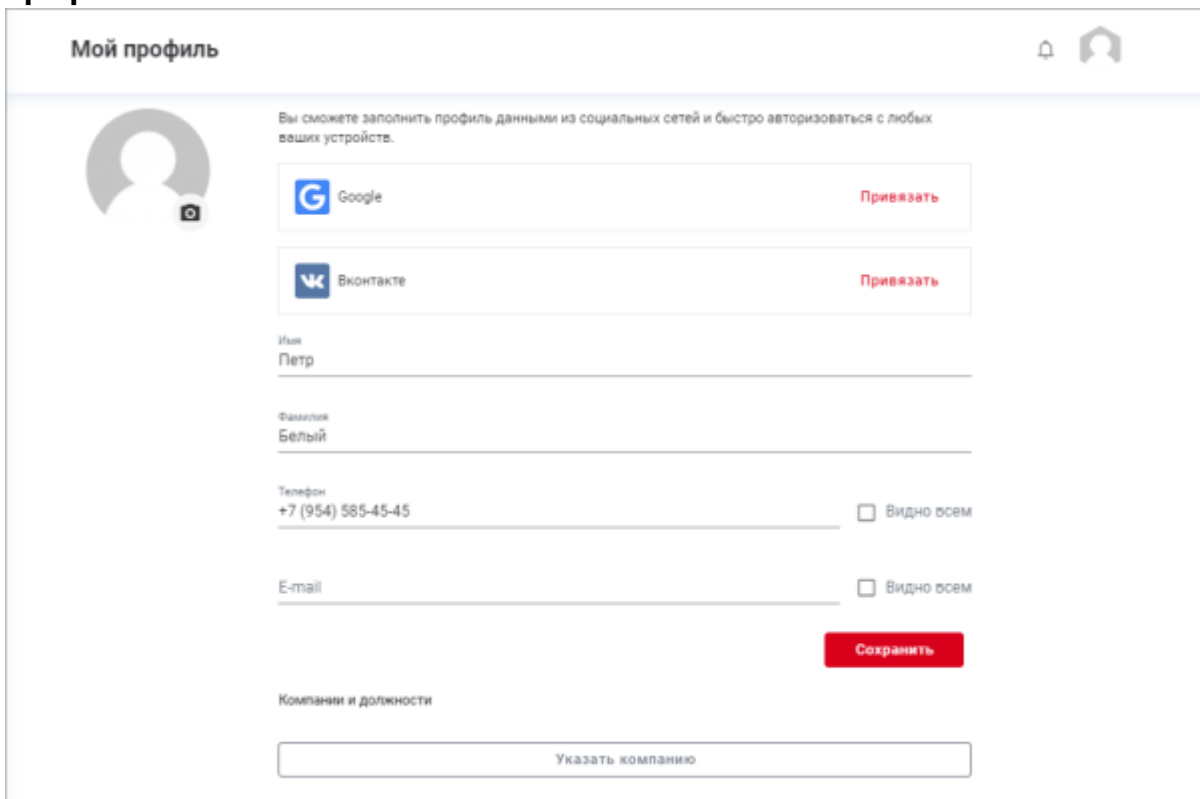 Мой профиль
Вы сможете заполнить профиль данными из социальных сетей и быстро авторизоваться с любых
ваших устройств.
Google
Привязать
Вконтакте
Привязать
Имя
Петр
Фамилия
Белый
Телефон
+7 (954) 585-45-45
Видно всем
E-mail
Видно всем
Сохранить
Компании и должности
Указать компанию